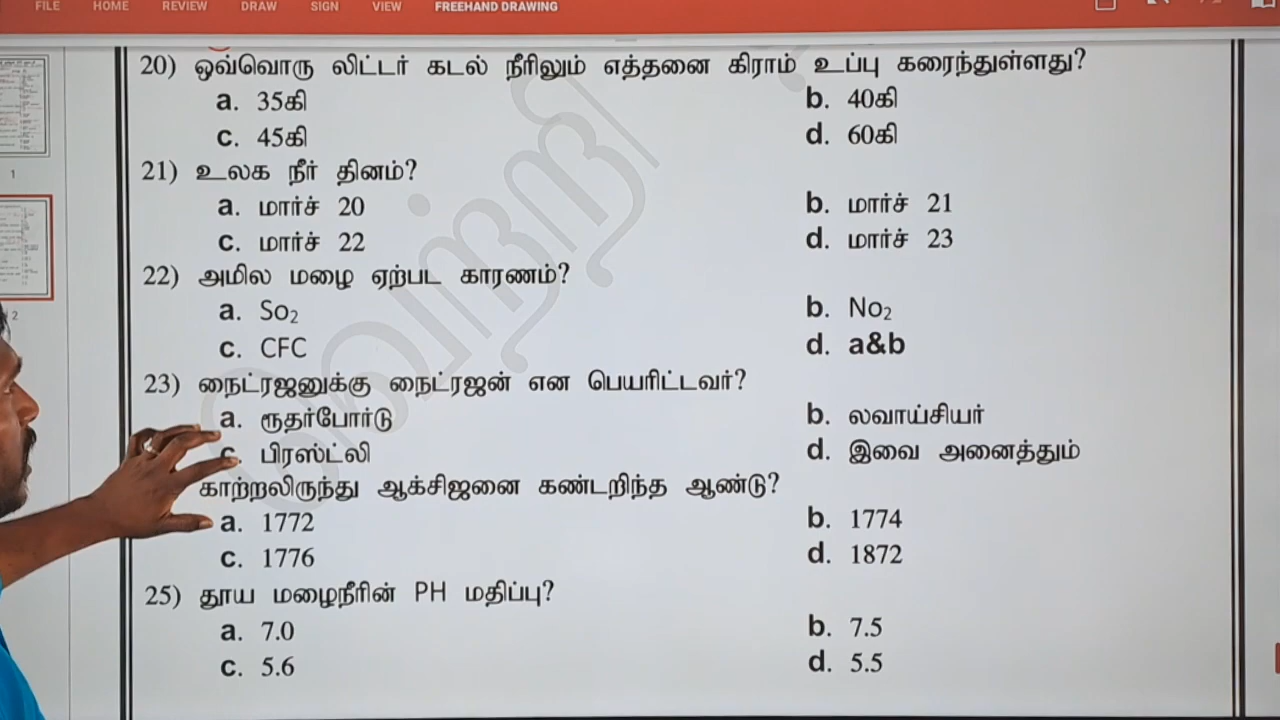 FILE HOME REVIEW DRAW SIGN VIEW FREEHAND DRAWING
20) ஒவ்வொரு லிட்டர் கடல் நீரிலும் எத்தனை கிராம் உப்பு கரைந்துள்ளது?
a. 35கி b. 40கி
c. 45கி d. 60கி
21) உலக நீர் தினம்?
a. மார்ச் 20 b. மார்ச் 21
c. மார்ச் 22 d. மார்ச் 23
22) அமில மழை ஏற்பட காரணம்?
a. So₂ b. No₂
c. CFC d. a&b
23) நைட்ரஜனுக்கு நைட்ரஜன் என பெயரிட்டவர்?
a. ரூதர்போர்டு b. லவாய்சியர்
c. பிரஸ்ட்லி d. இவை அனைத்தும்
காற்றலிருந்து ஆக்சிஜனை கண்டறிந்த ஆண்டு?
a. 1772 b. 1774
c. 1776 d. 1872
25) தூய மழைநீரின் PH மதிப்பு?
a. 7.0 b. 7.5
c. 5.6 d. 5.5
வெற்றி
1
2